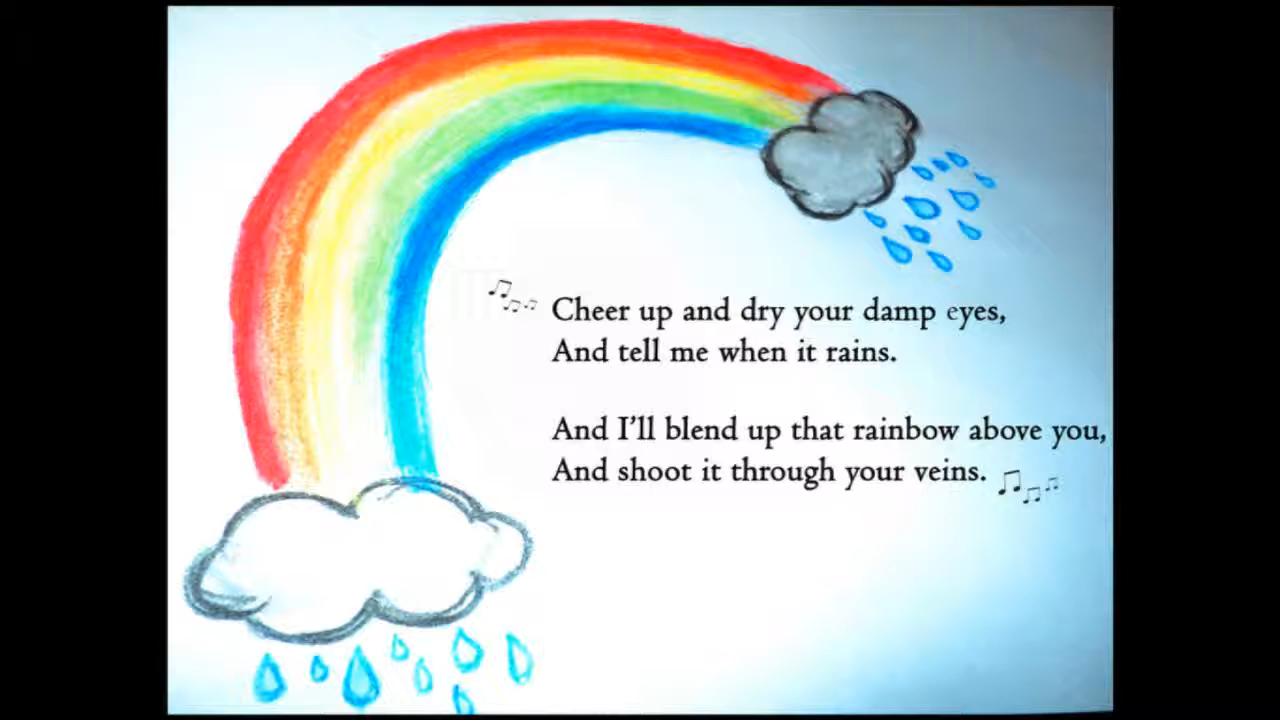 Cheer up and dry your damp eyes,
And tell me when it rains.
And I'll blend up that rainbow above you,
And shoot it through your veins.